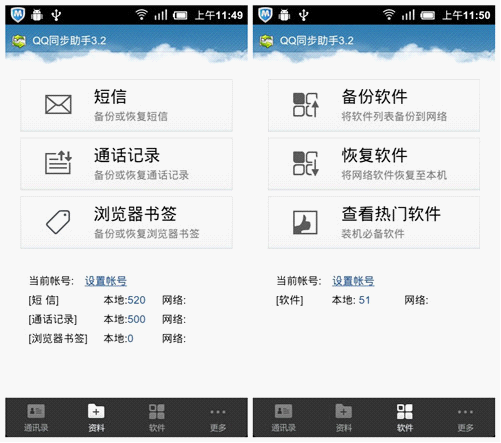 上午11:49
QQ同步助手3.2
短信
备份或恢复短信
通话记录
备份或恢复通话记录
浏览器书签
备份或恢复浏览器书签
当前帐号: 设置帐号
[短 信] 本地:520 网络:
[通话记录] 本地:500 网络:
[浏览器书签] 本地:0 网络:
通讯录 资料 软件 更多
上午11:50
QQ同步助手3.2
备份软件
将软件列表备份到网络
恢复软件
将网络软件恢复至本机
查看热门软件
装机必备软件
当前帐号: 设置帐号
[软件] 本地: 51 网络:
通讯录 资料 软件 更多